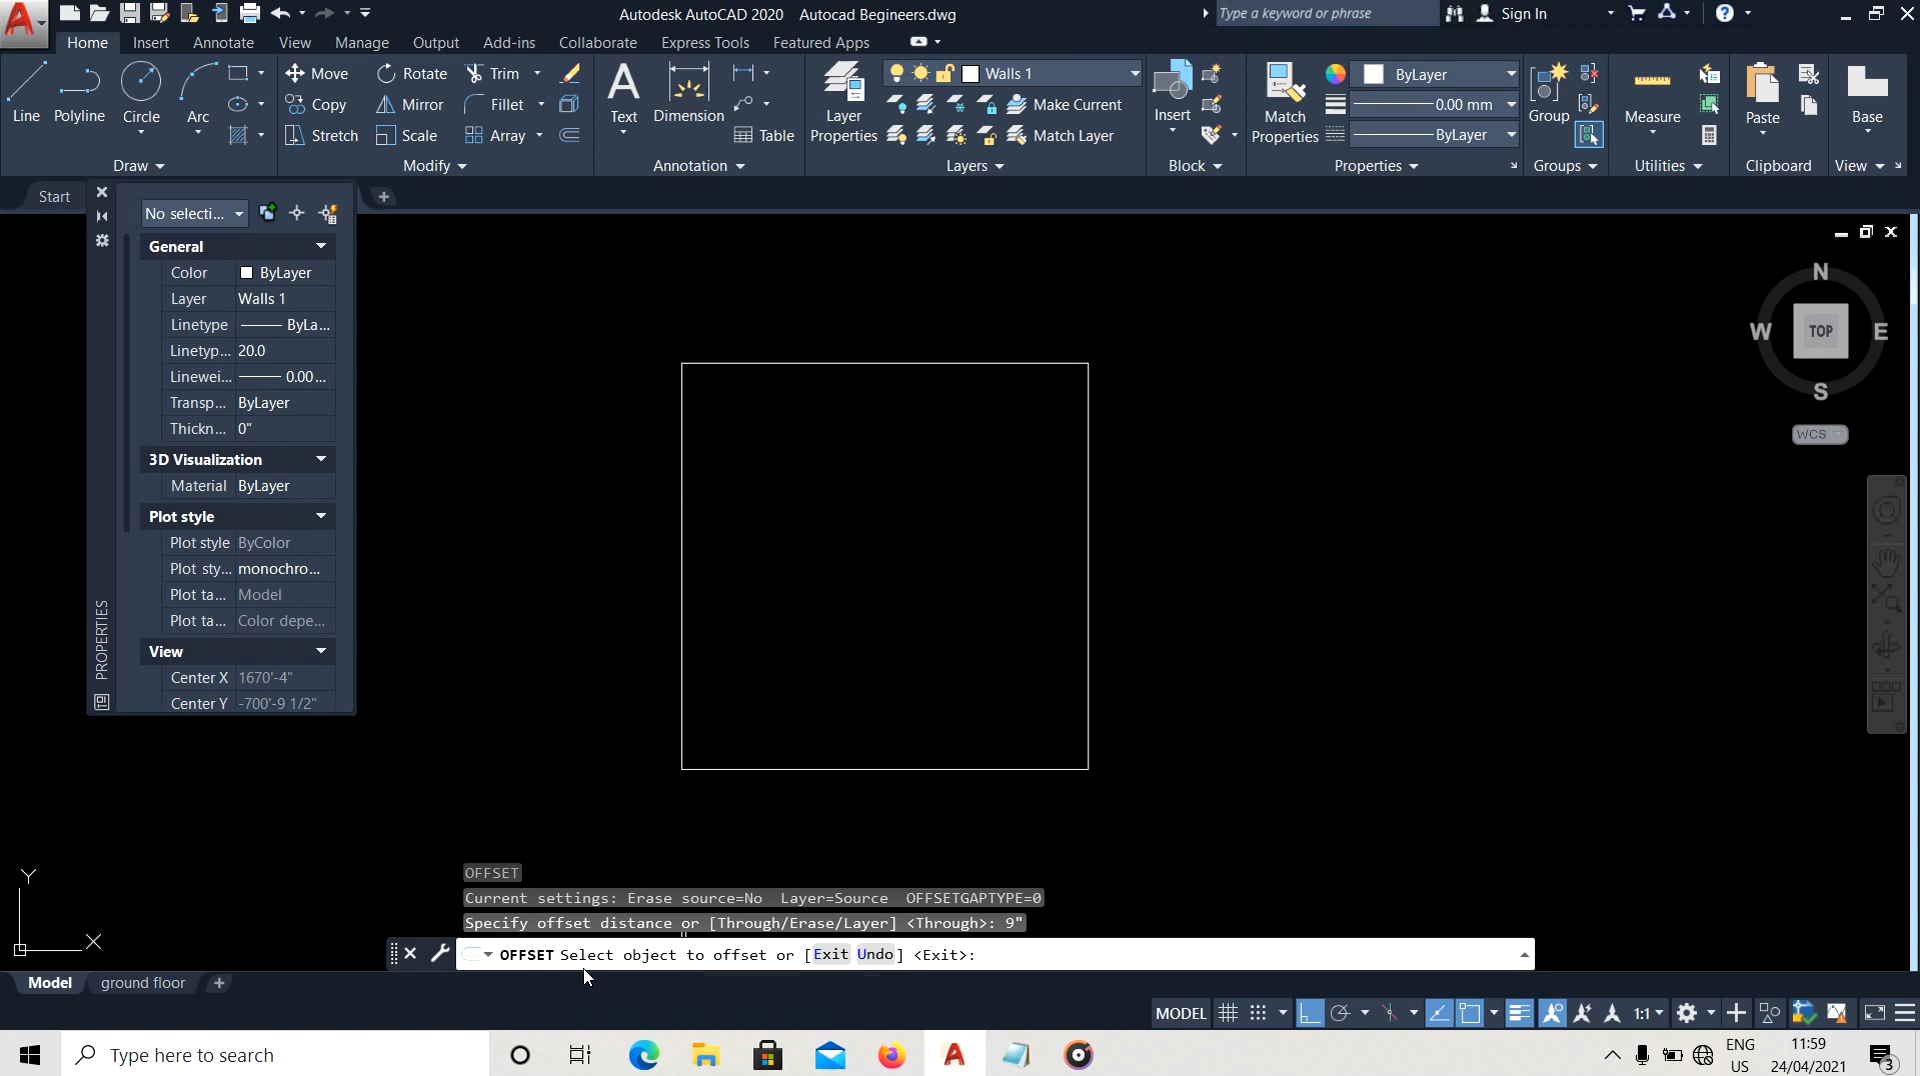 Autodesk AutoCAD 2020 Autocad Begineers.dwg
Type a keyword or phrase
Sign In
Home Insert Annotate View Manage Output Add-ins Collaborate Express Tools Featured Apps
Line Polyline Circle Arc
Draw
Move Rotate Trim
Copy Mirror Fillet
Stretch Scale Array
Modify
Text Dimension Table
Annotation
Layer Properties
Walls 1
Make Current
Match Layer
Layers
Insert
Block
Match Properties
ByLayer
0.00 mm
ByLayer
Properties
Group
Groups
Measure
Utilities
Paste
Clipboard
Base
View
Start
No selecti...
General
Color ByLayer
Layer Walls 1
Linetype ByLa...
Linetyp... 20.0
Linewei... 0.00...
Transp... ByLayer
Thickn... 0"
3D Visualization
Material ByLayer
Plot style
Plot style ByColor
Plot sty... monochro...
Plot ta... Model
Plot ta... Color depe...
View
Center X 1670'-4"
Center Y -700'-9 1/2"
PROPERTIES
N
W TOP E
S
WCS
Y
X
OFFSET
Current settings: Erase source=No Layer=Source OFFSETGAPTYPE=0
Specify offset distance or [Through/Erase/Layer] <Through>: 9"
OFFSET Select object to offset or [Exit Undo] <Exit>:
Model ground floor
MODEL 1:1
Type here to search
ENG
US
11:59
24/04/2021
3